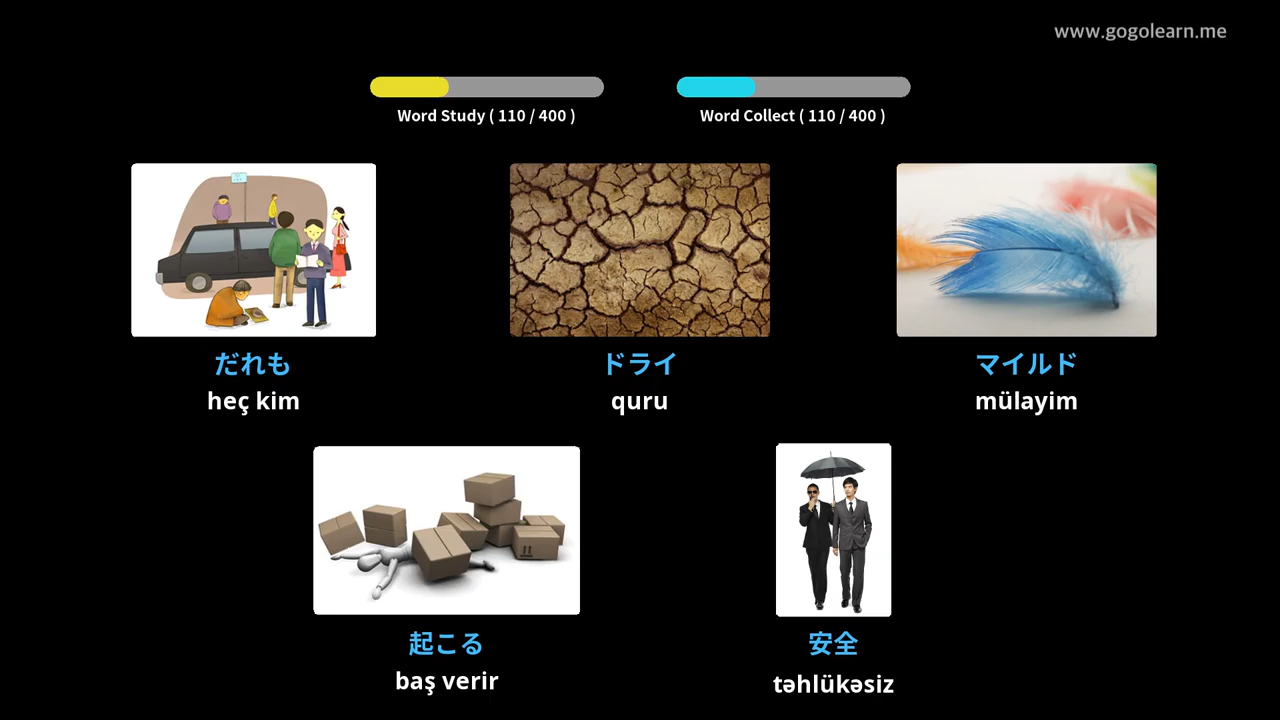 www.gogolearn.me
Word Study ( 110 / 400 )
Word Collect ( 110 / 400 )
だれも
heç kim
ドライ
quru
マイルド
mülayim
起こる
baş verir
安全
təhlükəsiz